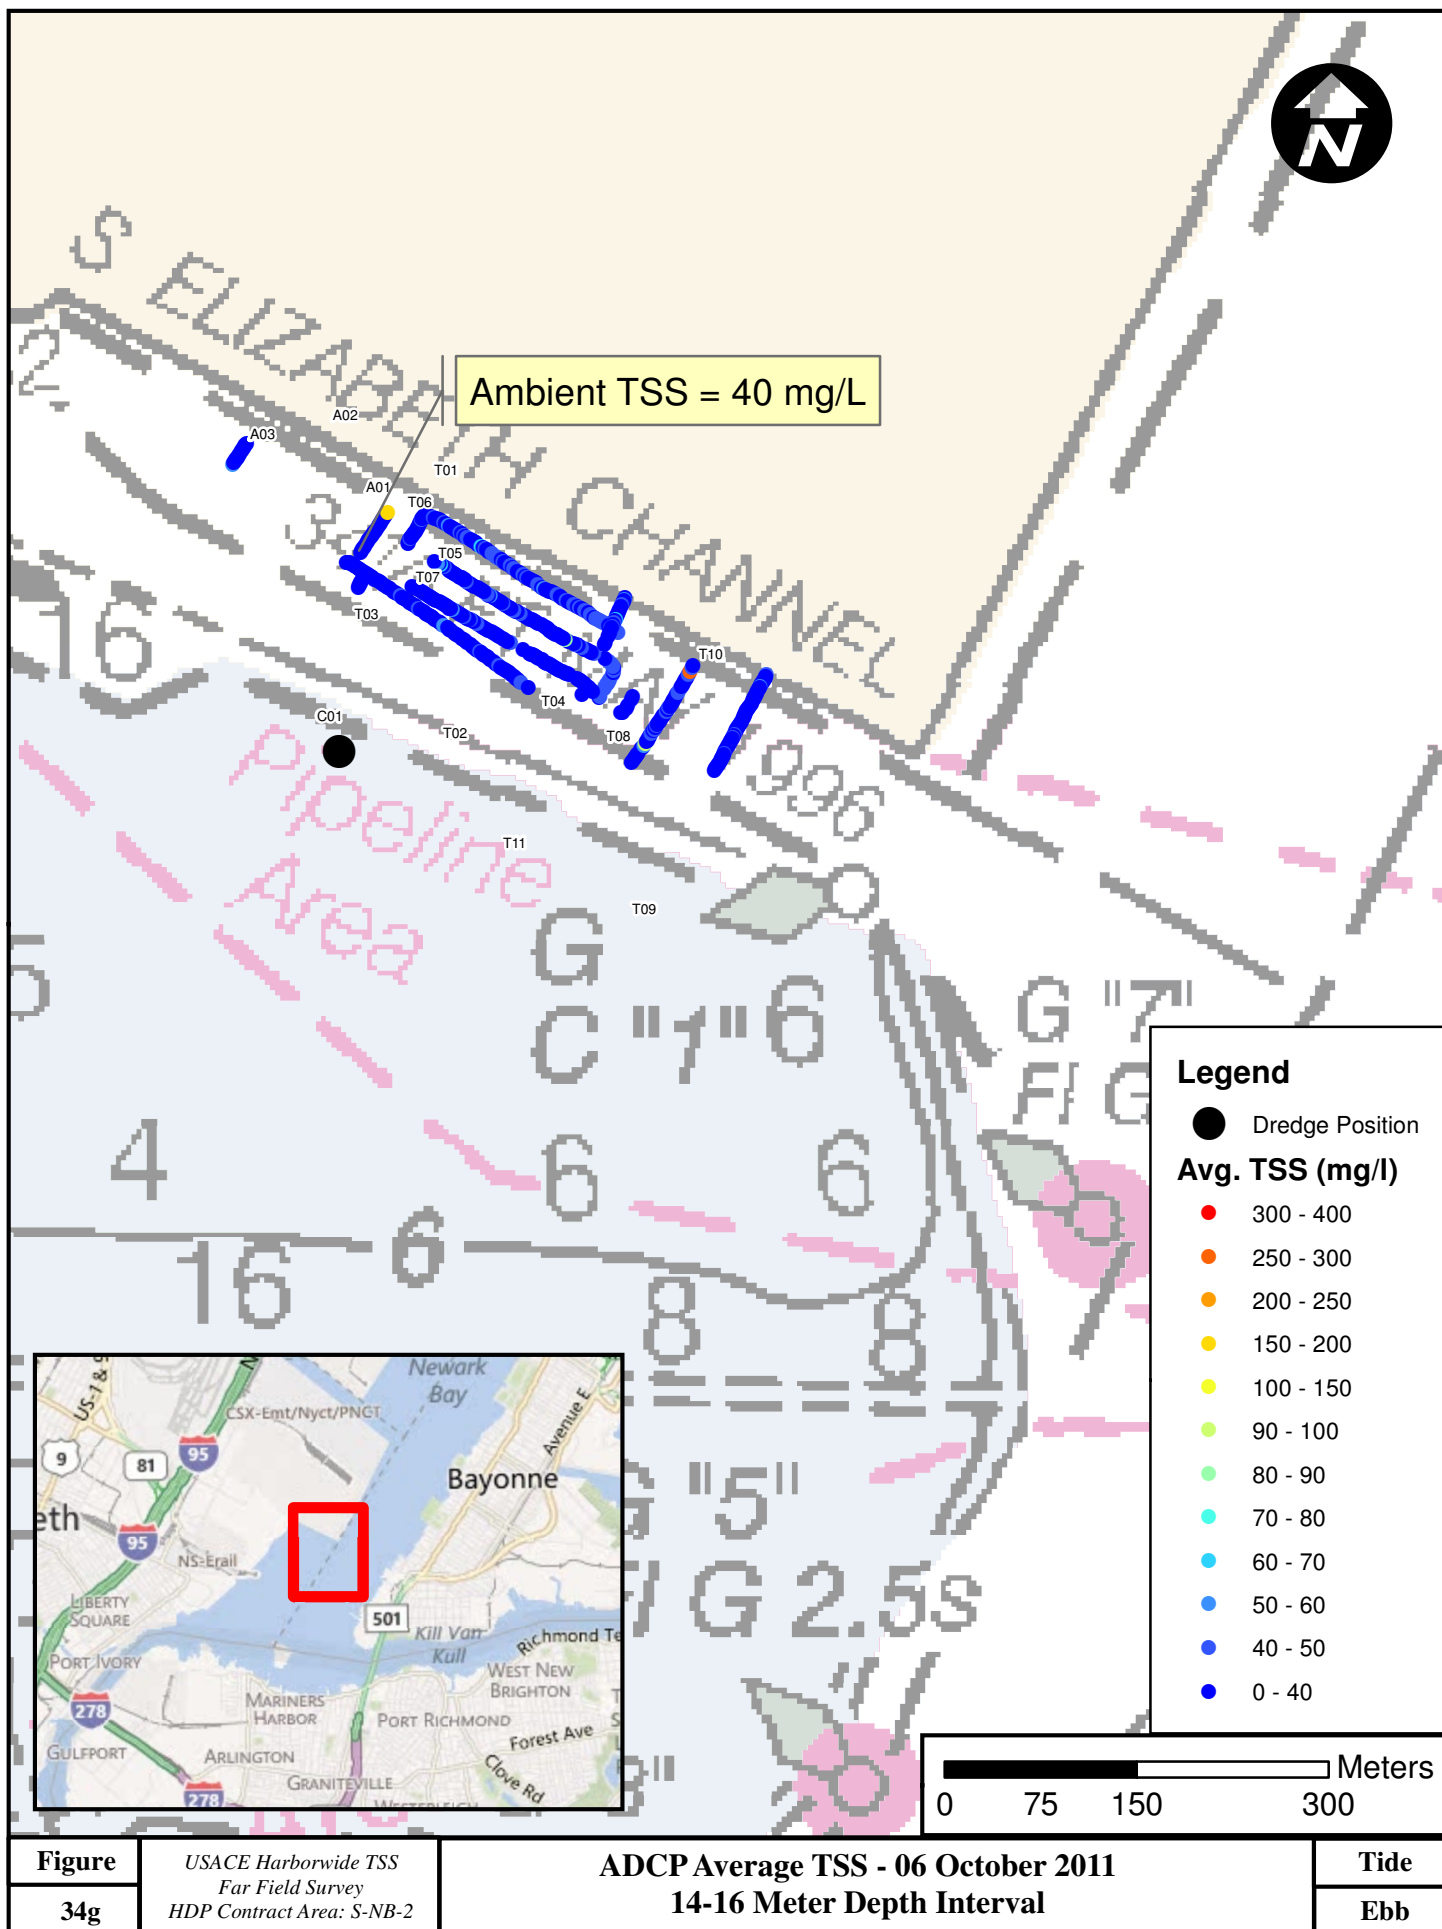 N
S ELIZABETH CHANNEL
Ambient TSS = 40 mg/L
A02
A03
T01
A01
T06
T05
T07
T03
T10
T04
T08
C01
T02
T11
T09
2
16
996
Pipeline
Area
G
C "1"
6
G "7"
Fl G
5
4
6
6
16
6
8
8
8
8
"5"
G 2.5s
Legend
Dredge Position
Avg. TSS (mg/l)
300 - 400
250 - 300
200 - 250
150 - 200
100 - 150
90 - 100
80 - 90
70 - 80
60 - 70
50 - 60
40 - 50
0 - 40
Newark
Bay
US-1 & 9
CSX-Emt/Nyct/PNCT
Avenue E
9
81
95
Bayonne
eth
95
NS-Erail
LIBERTY
SQUARE
501
Kill Van
Kull
Richmond Te
PORT IVORY
WEST NEW
BRIGHTON
MARINERS
HARBOR
PORT RICHMOND
278
GULFPORT
ARLINGTON
Forest Ave
GRANITEVILLE
Clove Rd
278
WESTERLEIGH
Meters
0 75 150 300
Figure
34g
USACE Harborwide TSS
Far Field Survey
HDP Contract Area: S-NB-2
ADCP Average TSS - 06 October 2011
14-16 Meter Depth Interval
Tide
Ebb